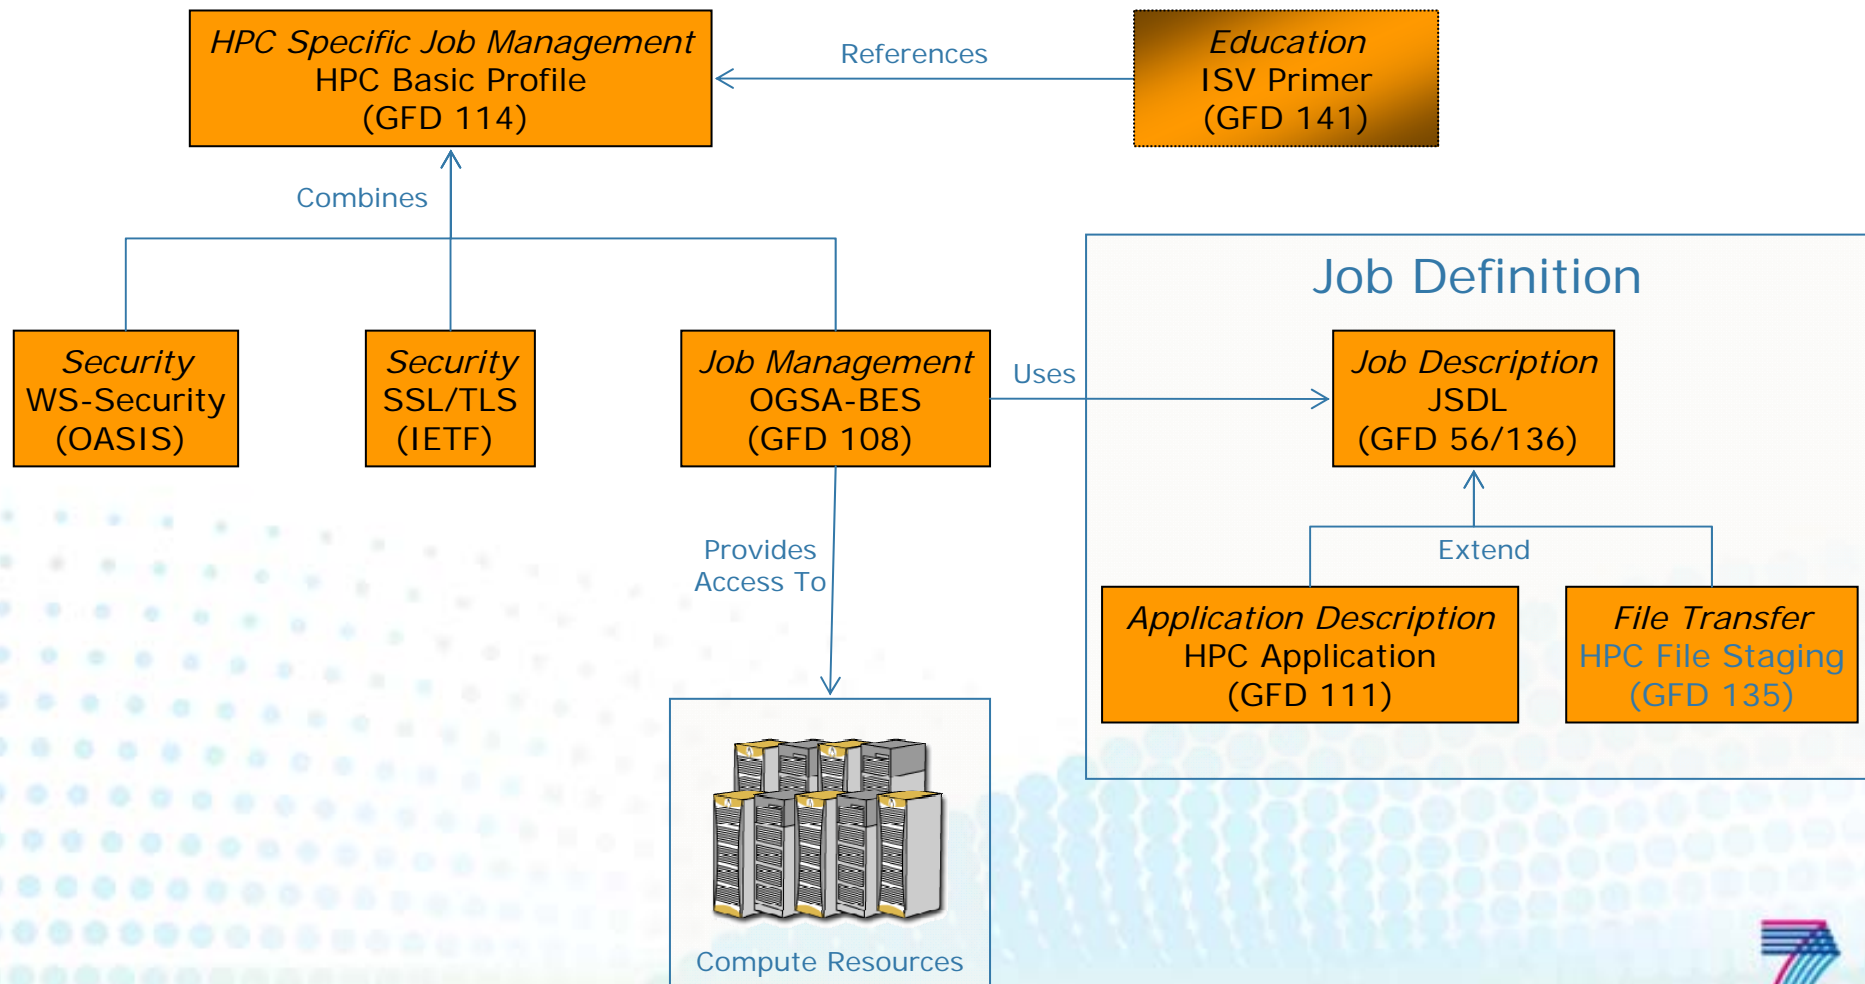 HPC Specific Job Management
HPC Basic Profile
(GFD 114)
References
Education
ISV Primer
(GFD 141)
Combines
Job Definition
Security
WS-Security
(OASIS)
Security
SSL/TLS
(IETF)
Job Management
OGSA-BES
(GFD 108)
Uses
Job Description
JSDL
(GFD 56/136)
Provides
Access To
Extend
Application Description
HPC Application
(GFD 111)
File Transfer
HPC File Staging
(GFD 135)
Compute Resources